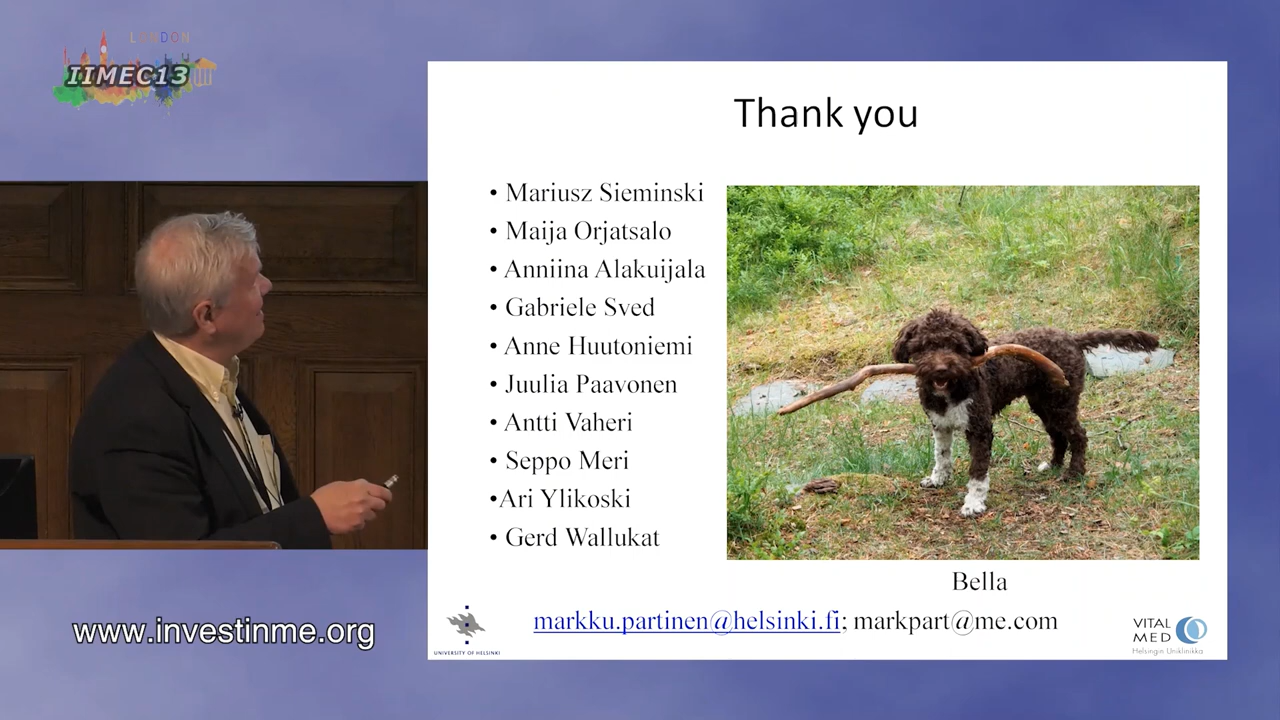 LONDON
IIMEC13
Thank you
• Mariusz Sieminski
• Maija Orjatsalo
• Anniina Alakuijala
• Gabriele Sved
• Anne Huutoniemi
• Juulia Paavonen
• Antti Vaheri
• Seppo Meri
•Ari Ylikoski
• Gerd Wallukat
Bella
markku.partinen@helsinki.fi; markpart@me.com
UNIVERSITY OF HELSINKI
VITAL
MED
Helsingin Uniklinikka
www.investinme.org